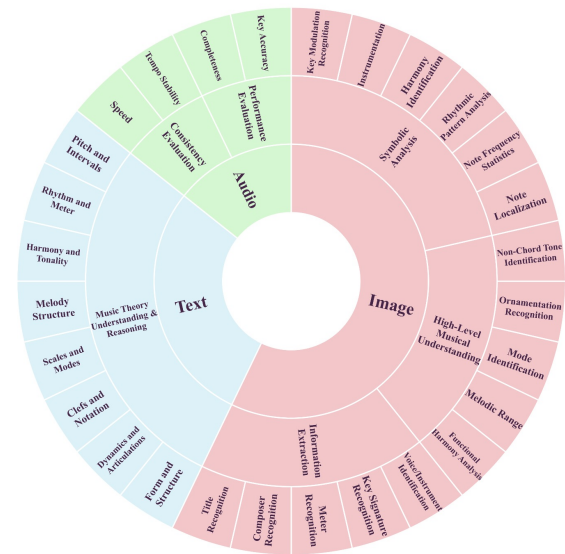 Image
Symbolic
Analysis
Key Modulation
Recognition
Instrumentation
Harmony
Identification
Rhythmic
Pattern Analysis
Note Frequency
Statistics
Note
Localization
High-Level
Musical
Understanding
Non-Chord Tone
Identification
Ornamentation
Recognition
Mode
Identification
Melodic Range
Functional
Harmony Analysis
Information
Extraction
Voice/Instrument
Identification
Key Signature
Recognition
Meter
Recognition
Composer
Recognition
Title
Recognition
Text
Music Theory
Understanding &
Reasoning
Form and
Structure
Dynamics and
Articulations
Clefs and
Notation
Scales and
Modes
Melody
Structure
Harmony and
Tonality
Rhythm and
Meter
Pitch and
Intervals
Audio
Consistency
Evaluation
Speed
Tempo Stability
Performance
Evaluation
Completeness
Key Accuracy